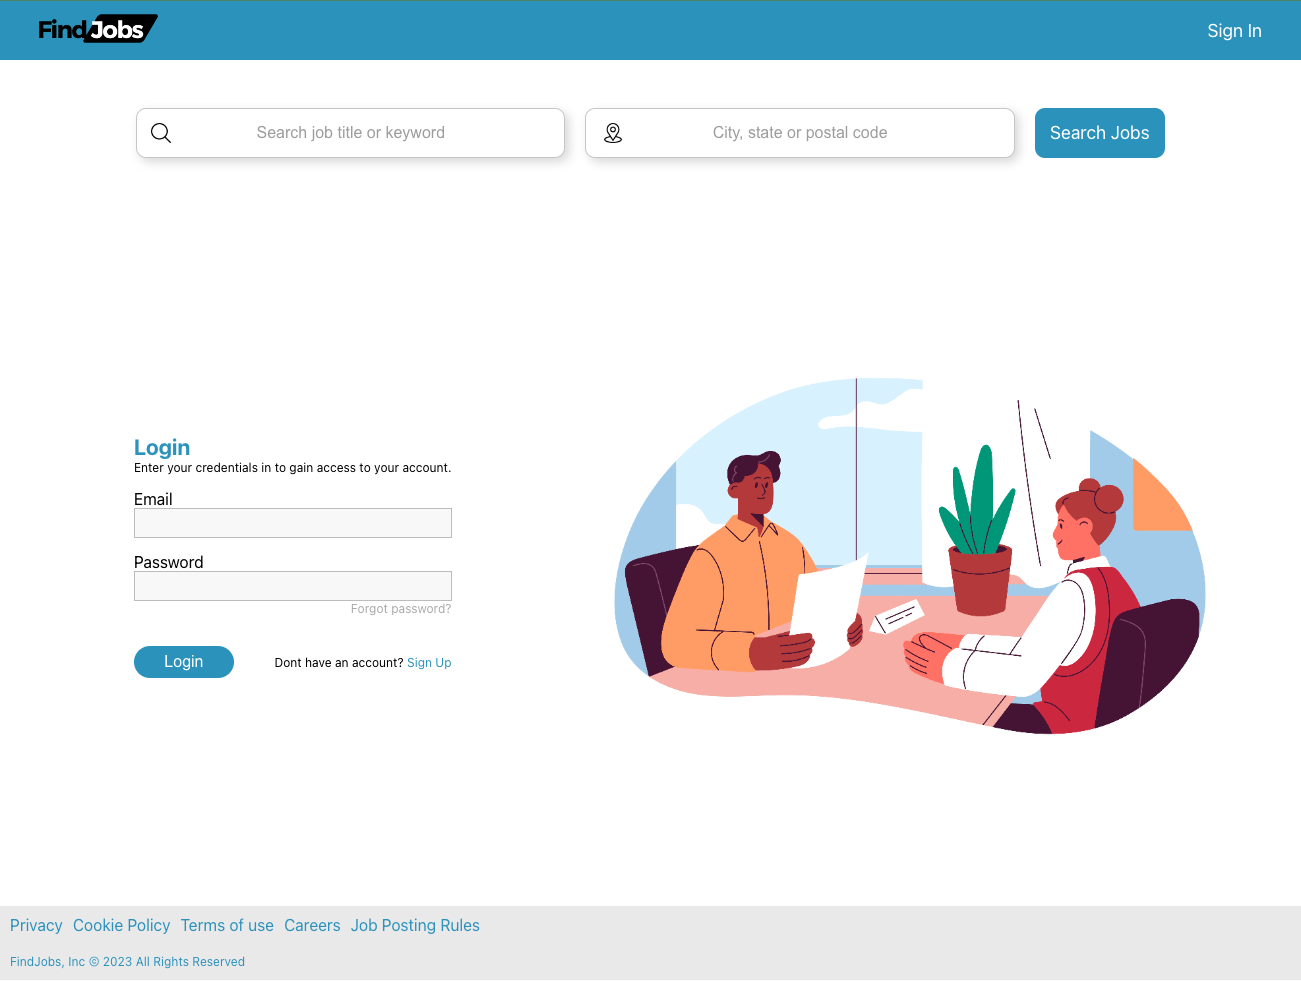 FindJobs
Sign In
Search job title or keyword
City, state or postal code
Search Jobs
Login
Enter your credentials in to gain access to your account.
Email
Password
Forgot password?
Login
Dont have an account? Sign Up
Privacy Cookie Policy Terms of use Careers Job Posting Rules
FindJobs, Inc © 2023 All Rights Reserved